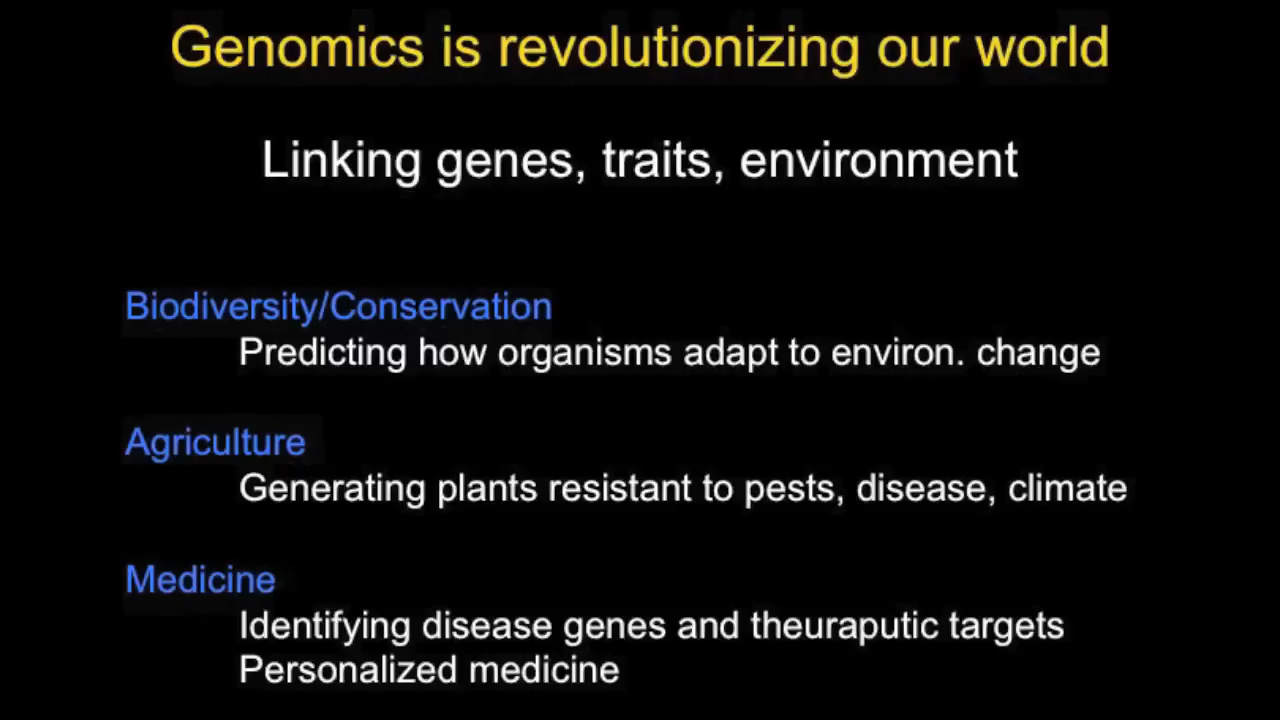 Genomics is revolutionizing our world
Linking genes, traits, environment
Biodiversity/Conservation
Predicting how organisms adapt to environ. change
Agriculture
Generating plants resistant to pests, disease, climate
Medicine
Identifying disease genes and theuraputic targets
Personalized medicine